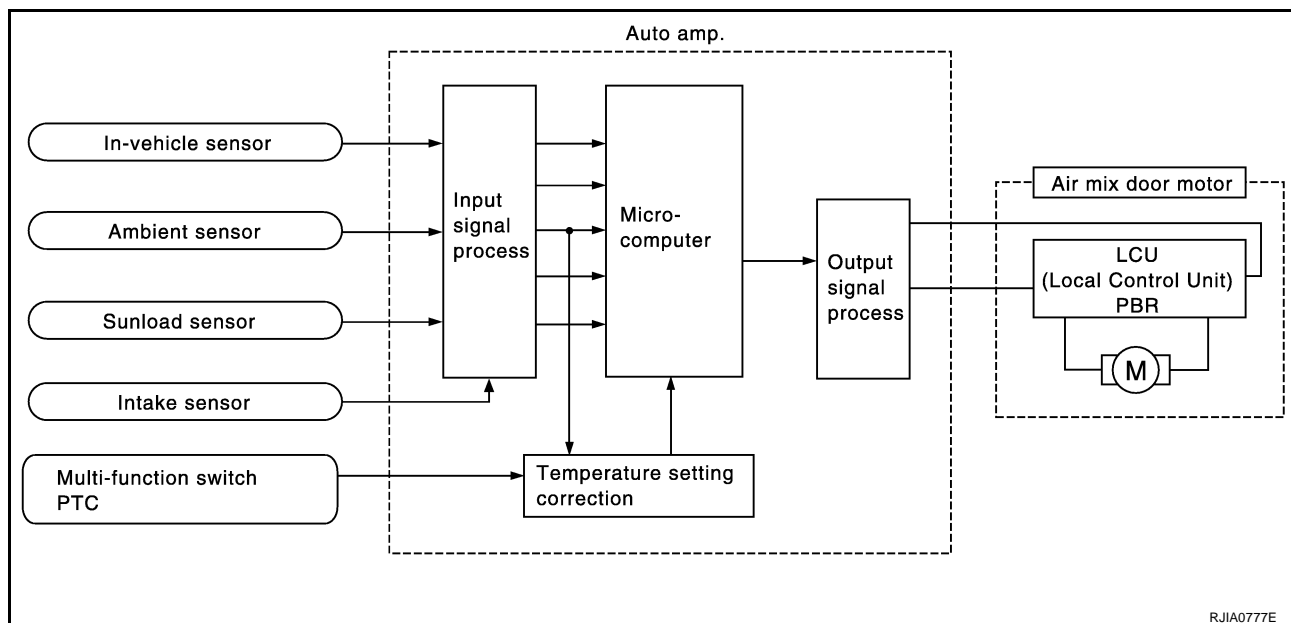 Auto amp.
In-vehicle sensor
Ambient sensor
Sunload sensor
Intake sensor
Multi-function switch
PTC
Input
signal
process
Micro-
computer
Temperature setting
correction
Output
signal
process
Air mix door motor
LCU
(Local Control Unit)
PBR
M
RJIA0777E